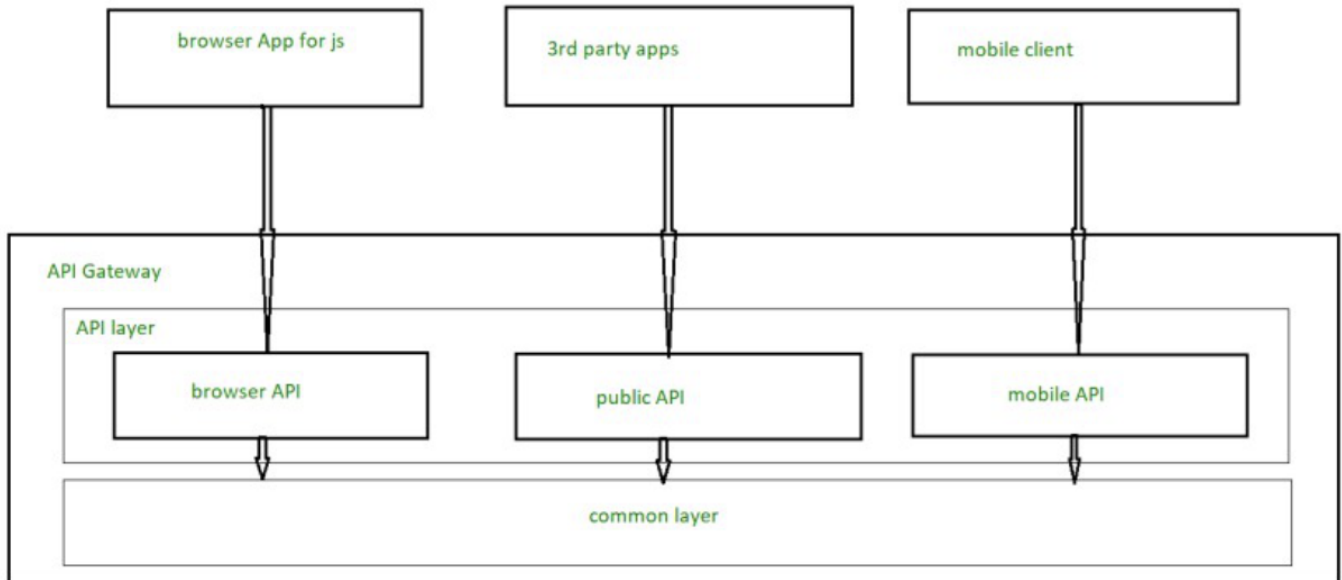 browser App for js
3rd party apps
mobile client
API Gateway
API layer
browser API
public API
mobile API
common layer